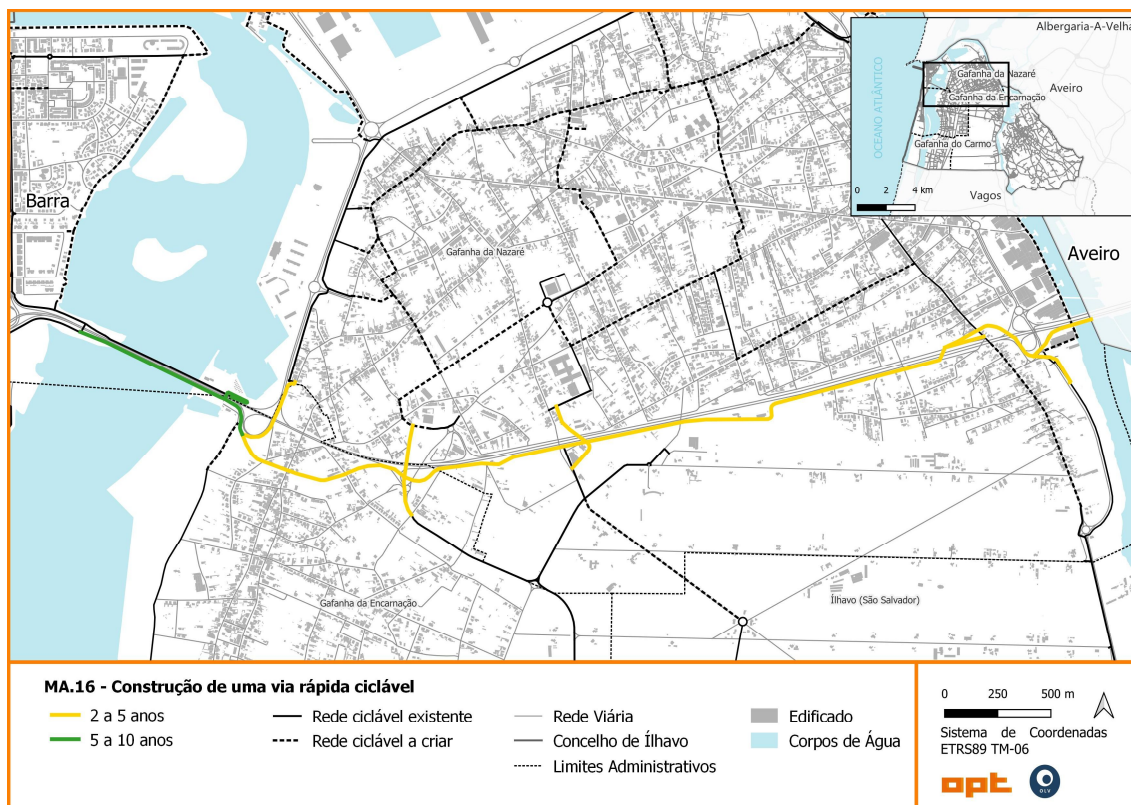 Albergaria-A-Velha
Gafanha da Nazaré
Aveiro
Gafanha da Encarnação
OCEANO ATLÂNTICO
Gafanha do Carmo
0 2 4 km
Vagos
Barra
Gafanha da Nazaré
Aveiro
Gafanha da Encarnação
Ílhavo (São Salvador)
MA.16 - Construção de uma via rápida ciclável
2 a 5 anos
5 a 10 anos
Rede ciclável existente
Rede ciclável a criar
Rede Viária
Concelho de Ílhavo
Limites Administrativos
Edificado
Corpos de Água
0 250 500 m
Sistema de Coordenadas
ETRS89 TM-06
opt
OLV